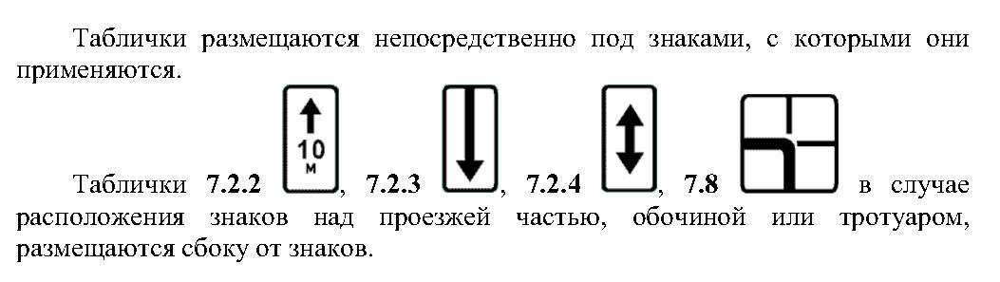 Таблички размещаются непосредственно под знаками, с которыми они
применяются.
10
м
Таблички 7.2.2 , 7.2.3 , 7.2.4 , 7.8 в случае
расположения знаков над проезжей частью, обочиной или тротуаром,
размещаются сбоку от знаков.